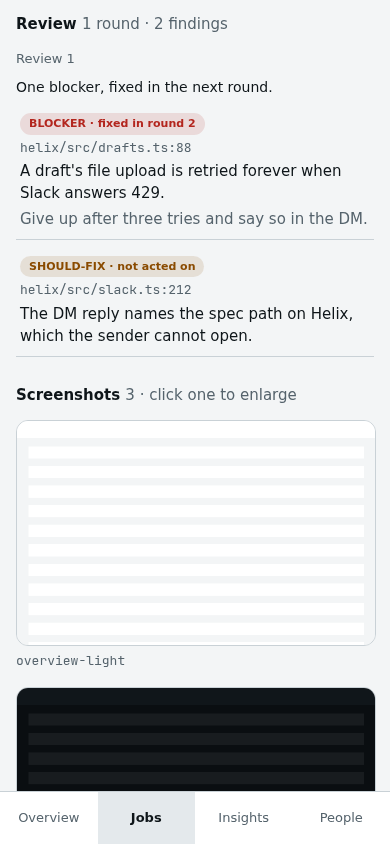 Review 1 round · 2 findings
Review 1
One blocker, fixed in the next round.
BLOCKER · fixed in round 2
helix/src/drafts.ts:88
A draft's file upload is retried forever when
Slack answers 429.
Give up after three tries and say so in the DM.
SHOULD-FIX · not acted on
helix/src/slack.ts:212
The DM reply names the spec path on Helix,
which the sender cannot open.
Screenshots 3 · click one to enlarge
overview-light
Overview Jobs Insights People